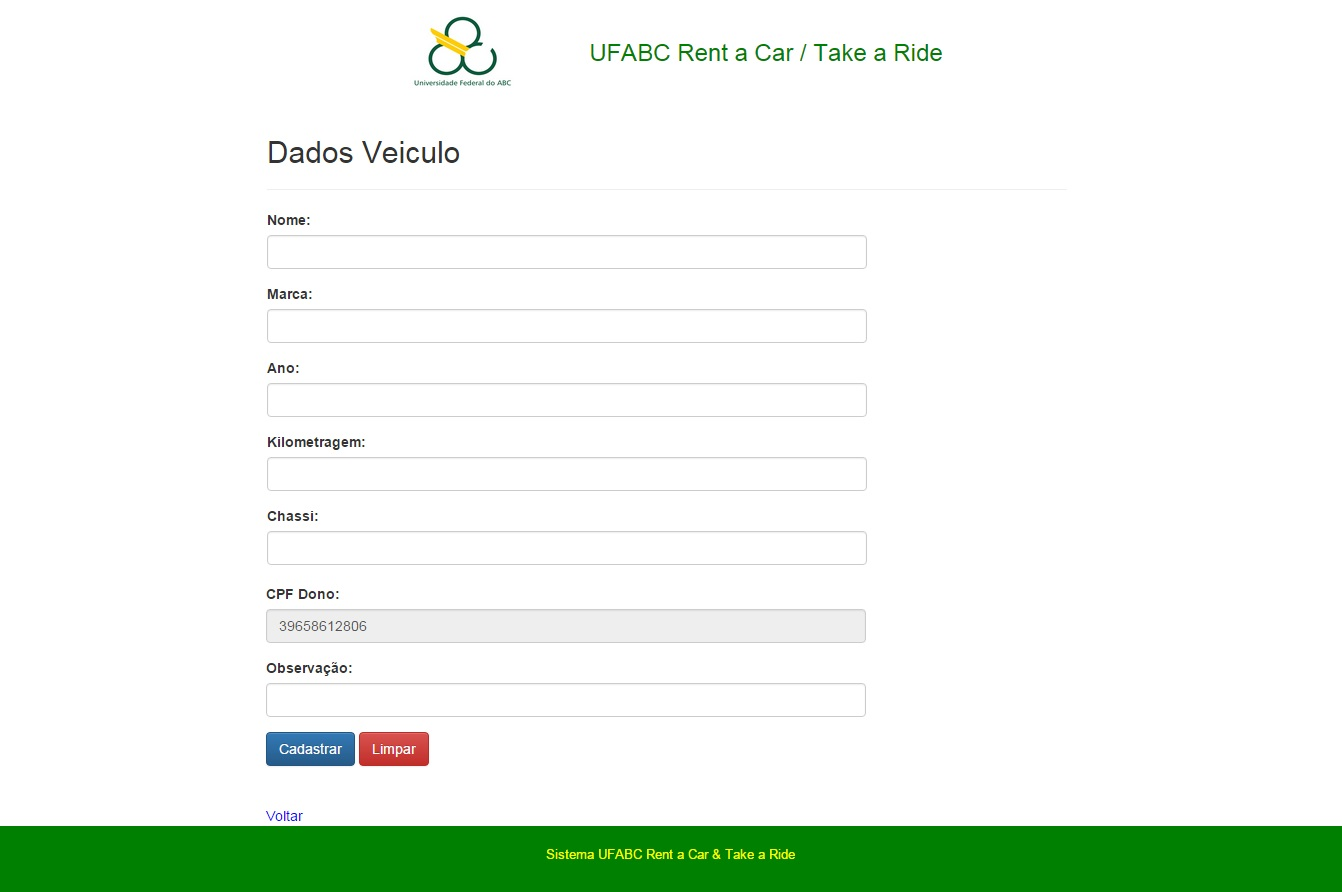 Universidade Federal do ABC
UFABC Rent a Car / Take a Ride
Dados Veiculo
Nome:
Marca:
Ano:
Kilometragem:
Chassi:
CPF Dono:
39658612806
Observação:
Cadastrar Limpar
Voltar
Sistema UFABC Rent a Car & Take a Ride